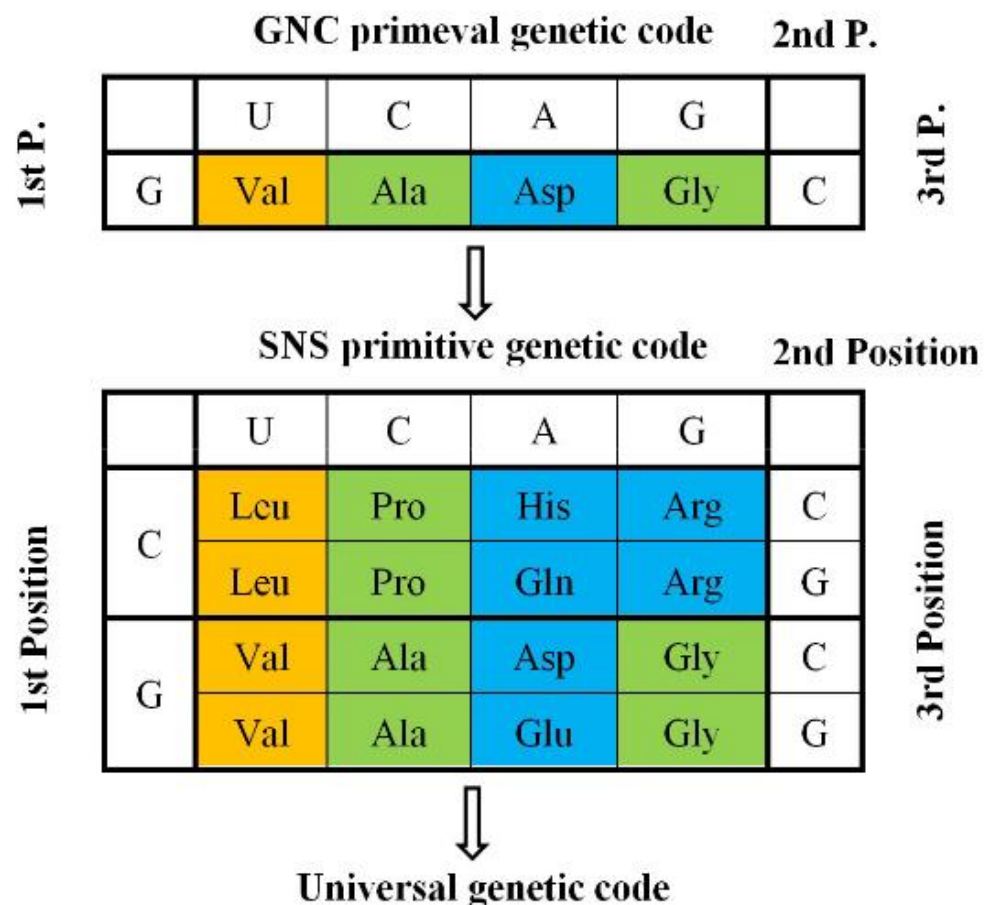 GNC primeval genetic code 2nd P.
U C A G
1st P. G Val Ala Asp Gly C 3rd P.
SNS primitive genetic code 2nd Position
U C A G
1st Position
C Leu Pro His Arg C
Leu Pro Gln Arg G
G Val Ala Asp Gly C
Val Ala Glu Gly G
3rd Position
Universal genetic code